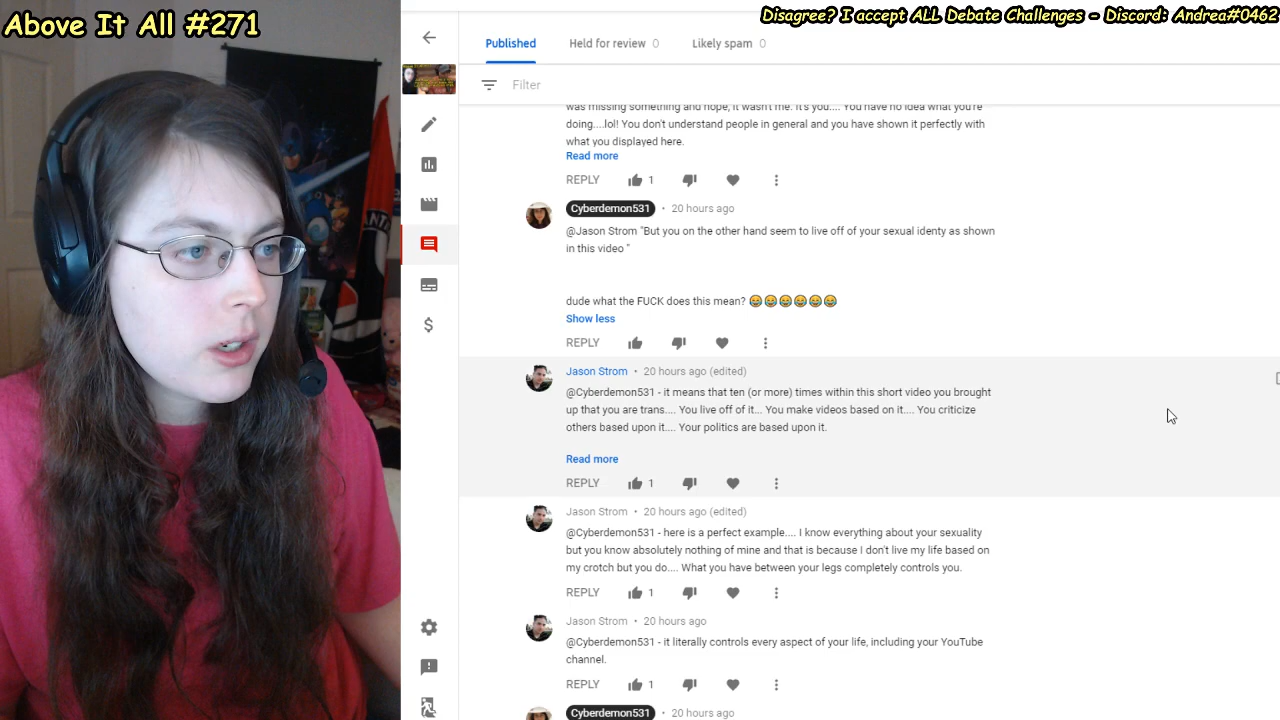 Above It All #271
Disagree? I accept ALL Debate Challenges - Discord: Andrea#0462
Published
Held for review 0
Likely spam 0
Filter
was missing something and nope, it wasn't me. It's you.... You have no idea what you're
doing....lol! You don't understand people in general and you have shown it perfectly with
what you displayed here.
Read more
REPLY 1
Cyberdemon531 • 20 hours ago
@Jason Strom "But you on the other hand seem to live off of your sexual identy as shown
in this video "
dude what the FUCK does this mean? 😂😂😂😂😂😂
Show less
REPLY
Jason Strom • 20 hours ago (edited)
@Cyberdemon531 - it means that ten (or more) times within this short video you brought
up that you are trans.... You live off of it... You make videos based on it.... You criticize
others based upon it.... Your politics are based upon it.
Read more
REPLY 1
Jason Strom • 20 hours ago (edited)
@Cyberdemon531 - here is a perfect example.... I know everything about your sexuality
but you know absolutely nothing of mine and that is because I don't live my life based on
my crotch but you do.... What you have between your legs completely controls you.
REPLY 1
Jason Strom • 20 hours ago
@Cyberdemon531 - it literally controls every aspect of your life, including your YouTube
channel.
REPLY 1
Cyberdemon531 • 20 hours ago